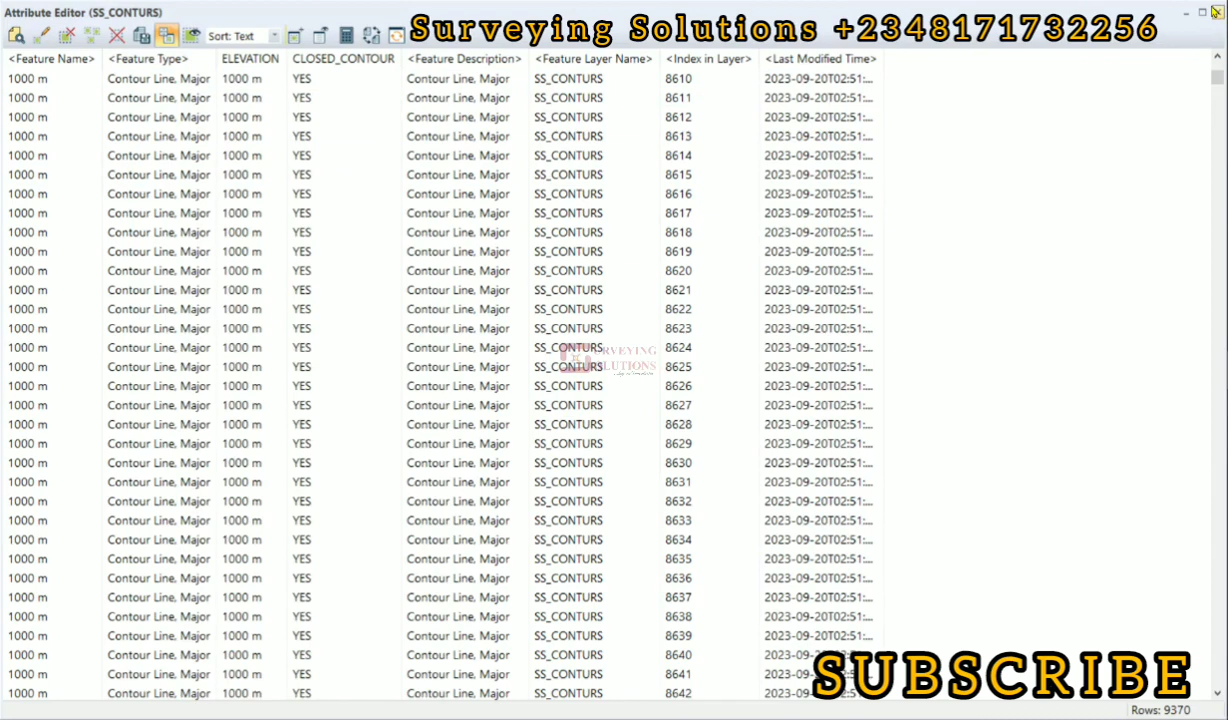 Attribute Editor (SS_CONTURS)
Surveying Solutions +2348171732256
Sort: Text
<Feature Name> <Feature Type> ELEVATION CLOSED_CONTOUR <Feature Description> <Feature Layer Name> <Index in Layer> <Last Modified Time>
1000 m Contour Line, Major 1000 m YES Contour Line, Major SS_CONTURS 8610 2023-09-20T02:51:...
1000 m Contour Line, Major 1000 m YES Contour Line, Major SS_CONTURS 8611 2023-09-20T02:51:...
1000 m Contour Line, Major 1000 m YES Contour Line, Major SS_CONTURS 8612 2023-09-20T02:51:...
1000 m Contour Line, Major 1000 m YES Contour Line, Major SS_CONTURS 8613 2023-09-20T02:51:...
1000 m Contour Line, Major 1000 m YES Contour Line, Major SS_CONTURS 8614 2023-09-20T02:51:...
1000 m Contour Line, Major 1000 m YES Contour Line, Major SS_CONTURS 8615 2023-09-20T02:51:...
1000 m Contour Line, Major 1000 m YES Contour Line, Major SS_CONTURS 8616 2023-09-20T02:51:...
1000 m Contour Line, Major 1000 m YES Contour Line, Major SS_CONTURS 8617 2023-09-20T02:51:...
1000 m Contour Line, Major 1000 m YES Contour Line, Major SS_CONTURS 8618 2023-09-20T02:51:...
1000 m Contour Line, Major 1000 m YES Contour Line, Major SS_CONTURS 8619 2023-09-20T02:51:...
1000 m Contour Line, Major 1000 m YES Contour Line, Major SS_CONTURS 8620 2023-09-20T02:51:...
1000 m Contour Line, Major 1000 m YES Contour Line, Major SS_CONTURS 8621 2023-09-20T02:51:...
1000 m Contour Line, Major 1000 m YES Contour Line, Major SS_CONTURS 8622 2023-09-20T02:51:...
1000 m Contour Line, Major 1000 m YES Contour Line, Major SS_CONTURS 8623 2023-09-20T02:51:...
1000 m Contour Line, Major 1000 m YES Contour Line, Major SS_CONTURS 8624 2023-09-20T02:51:...
1000 m Contour Line, Major 1000 m YES Contour Line, Major SS_CONTURS 8625 2023-09-20T02:51:...
1000 m Contour Line, Major 1000 m YES Contour Line, Major SS_CONTURS 8626 2023-09-20T02:51:...
1000 m Contour Line, Major 1000 m YES Contour Line, Major SS_CONTURS 8627 2023-09-20T02:51:...
1000 m Contour Line, Major 1000 m YES Contour Line, Major SS_CONTURS 8628 2023-09-20T02:51:...
1000 m Contour Line, Major 1000 m YES Contour Line, Major SS_CONTURS 8629 2023-09-20T02:51:...
1000 m Contour Line, Major 1000 m YES Contour Line, Major SS_CONTURS 8630 2023-09-20T02:51:...
1000 m Contour Line, Major 1000 m YES Contour Line, Major SS_CONTURS 8631 2023-09-20T02:51:...
1000 m Contour Line, Major 1000 m YES Contour Line, Major SS_CONTURS 8632 2023-09-20T02:51:...
1000 m Contour Line, Major 1000 m YES Contour Line, Major SS_CONTURS 8633 2023-09-20T02:51:...
1000 m Contour Line, Major 1000 m YES Contour Line, Major SS_CONTURS 8634 2023-09-20T02:51:...
1000 m Contour Line, Major 1000 m YES Contour Line, Major SS_CONTURS 8635 2023-09-20T02:51:...
1000 m Contour Line, Major 1000 m YES Contour Line, Major SS_CONTURS 8636 2023-09-20T02:51:...
1000 m Contour Line, Major 1000 m YES Contour Line, Major SS_CONTURS 8637 2023-09-20T02:51:...
1000 m Contour Line, Major 1000 m YES Contour Line, Major SS_CONTURS 8638 2023-09-20T02:51:...
1000 m Contour Line, Major 1000 m YES Contour Line, Major SS_CONTURS 8639 2023-09-20T02:51:...
1000 m Contour Line, Major 1000 m YES Contour Line, Major SS_CONTURS 8640
1000 m Contour Line, Major 1000 m YES Contour Line, Major SS_CONTURS 8641
1000 m Contour Line, Major 1000 m YES Contour Line, Major SS_CONTURS 8642
SUBSCRIBE
Rows: 9370